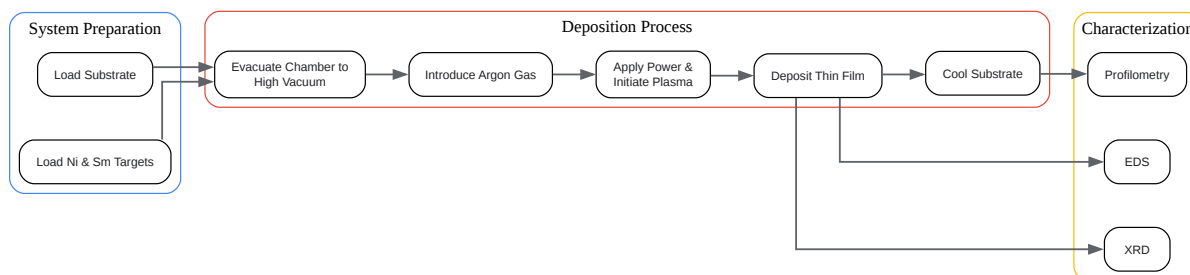 System Preparation
Load Substrate
Load Ni & Sm Targets
Deposition Process
Evacuate Chamber to
High Vacuum
Introduce Argon Gas
Apply Power &
Initiate Plasma
Deposit Thin Film
Cool Substrate
Characterization
Profilometry
EDS
XRD